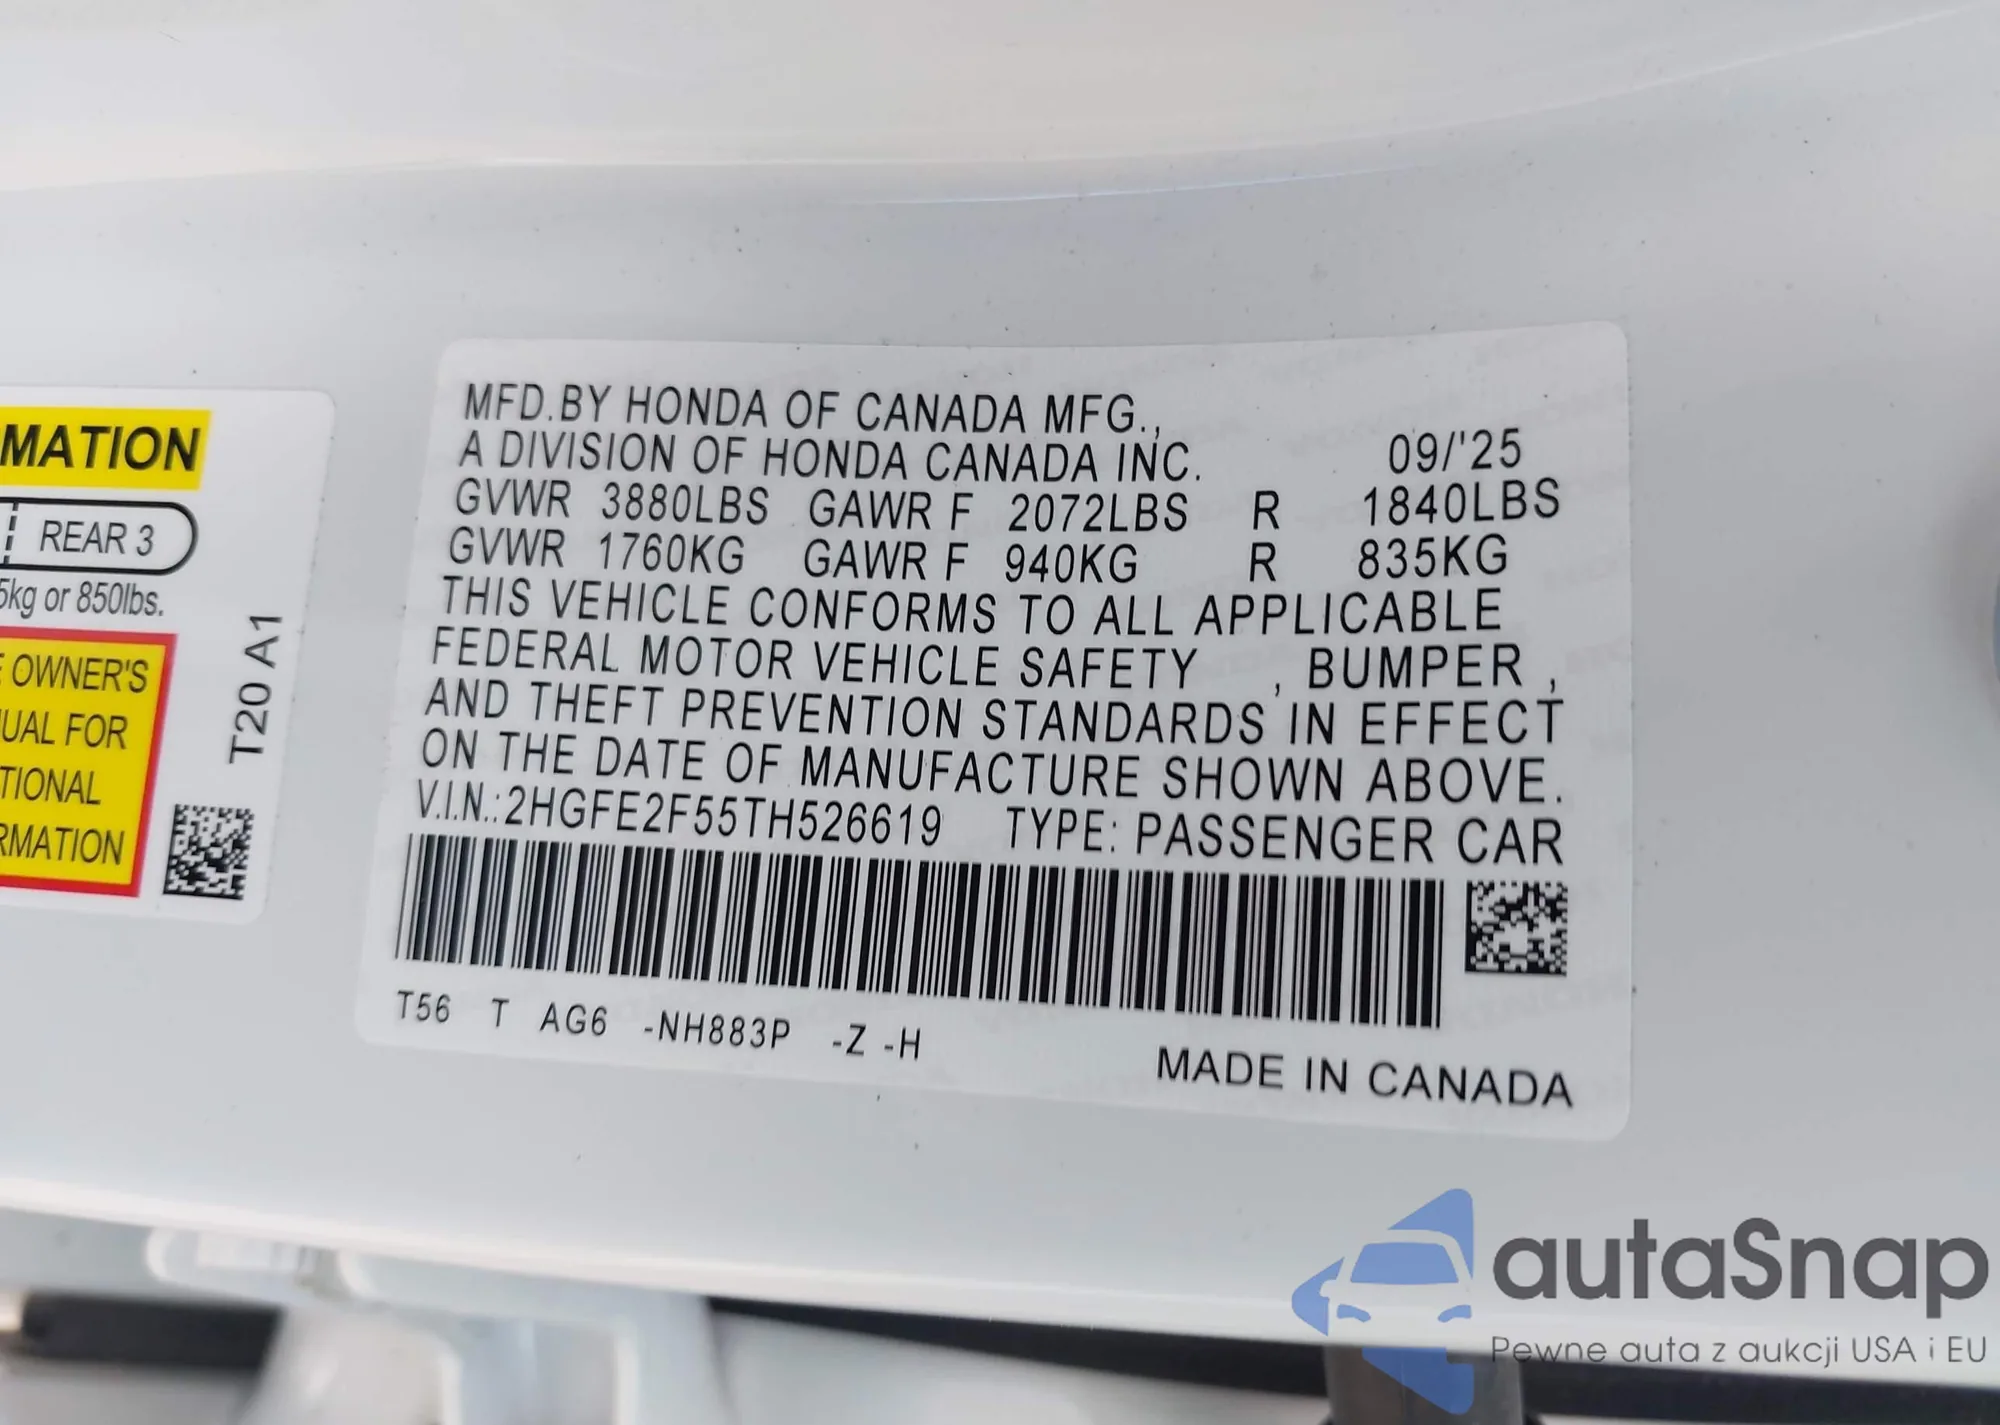 MATION
REAR 3
5kg or 850lbs.
OWNER'S
UAL FOR
TIONAL
RMATION
T20 A1
MFD.BY HONDA OF CANADA MFG.,
A DIVISION OF HONDA CANADA INC. 09/'25
GVWR 3880LBS GAWR F 2072LBS R 1840LBS
GVWR 1760KG GAWR F 940KG R 835KG
THIS VEHICLE CONFORMS TO ALL APPLICABLE
FEDERAL MOTOR VEHICLE SAFETY , BUMPER ,
AND THEFT PREVENTION STANDARDS IN EFFECT
ON THE DATE OF MANUFACTURE SHOWN ABOVE.
V.I.N.:2HGFE2F55TH526619 TYPE: PASSENGER CAR
T56 T AG6 -NH883P -Z -H
MADE IN CANADA
autaSnap
Pewne auta z aukcji USA i EU